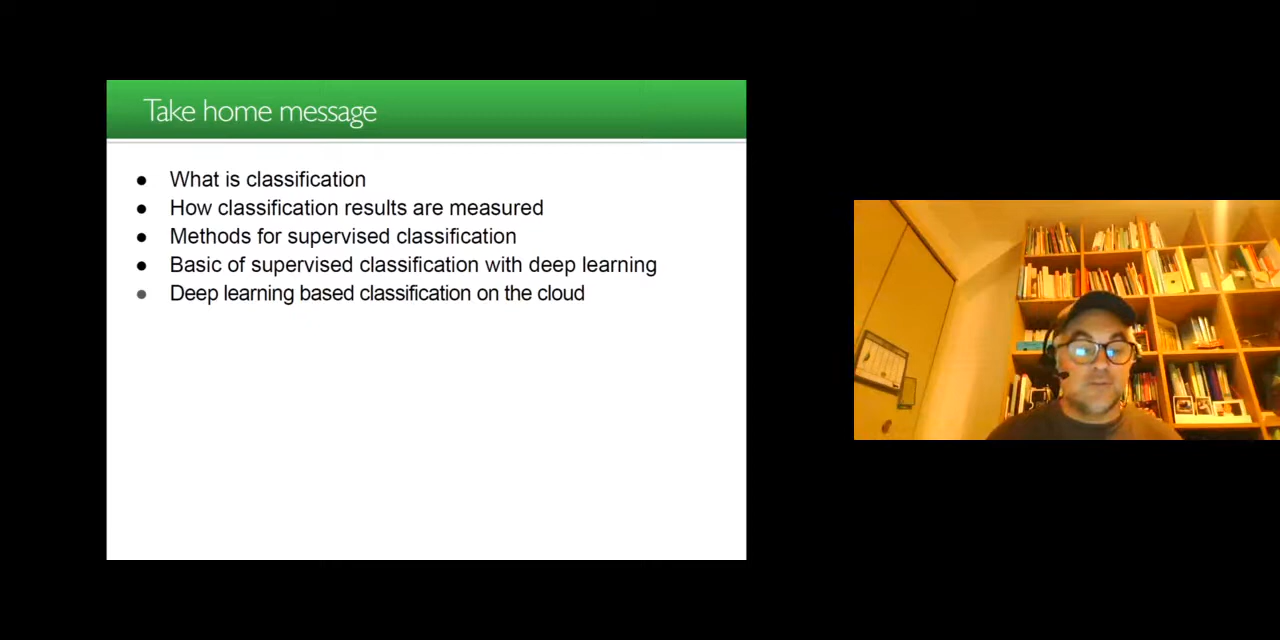 Take home message
● What is classification
● How classification results are measured
● Methods for supervised classification
● Basic of supervised classification with deep learning
● Deep learning based classification on the cloud